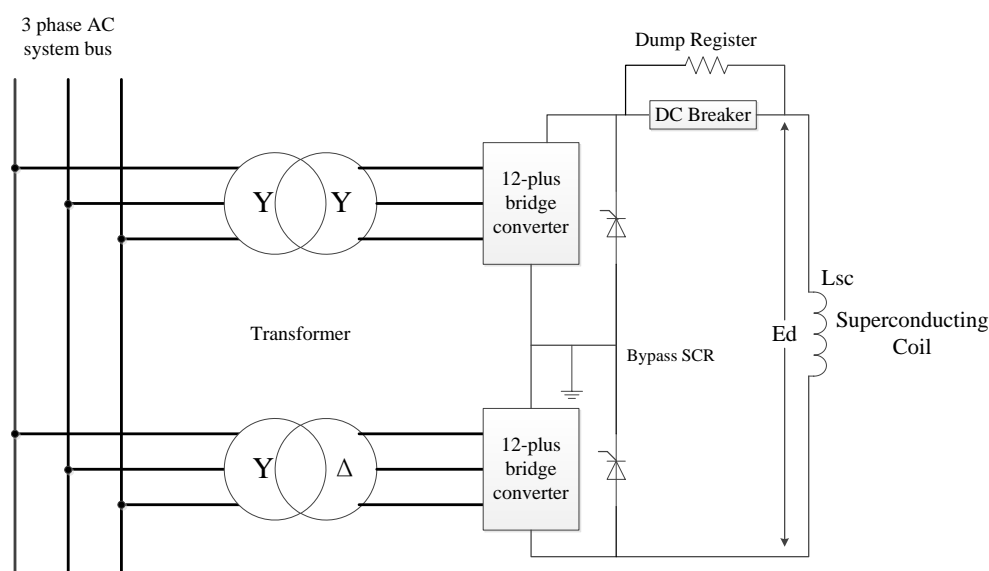 3 phase AC
system bus
Dump Register
DC Breaker
Y
Y
12-plus
bridge
converter
Lsc
Superconducting
Coil
Ed
Transformer
Bypass SCR
Y
Δ
12-plus
bridge
converter